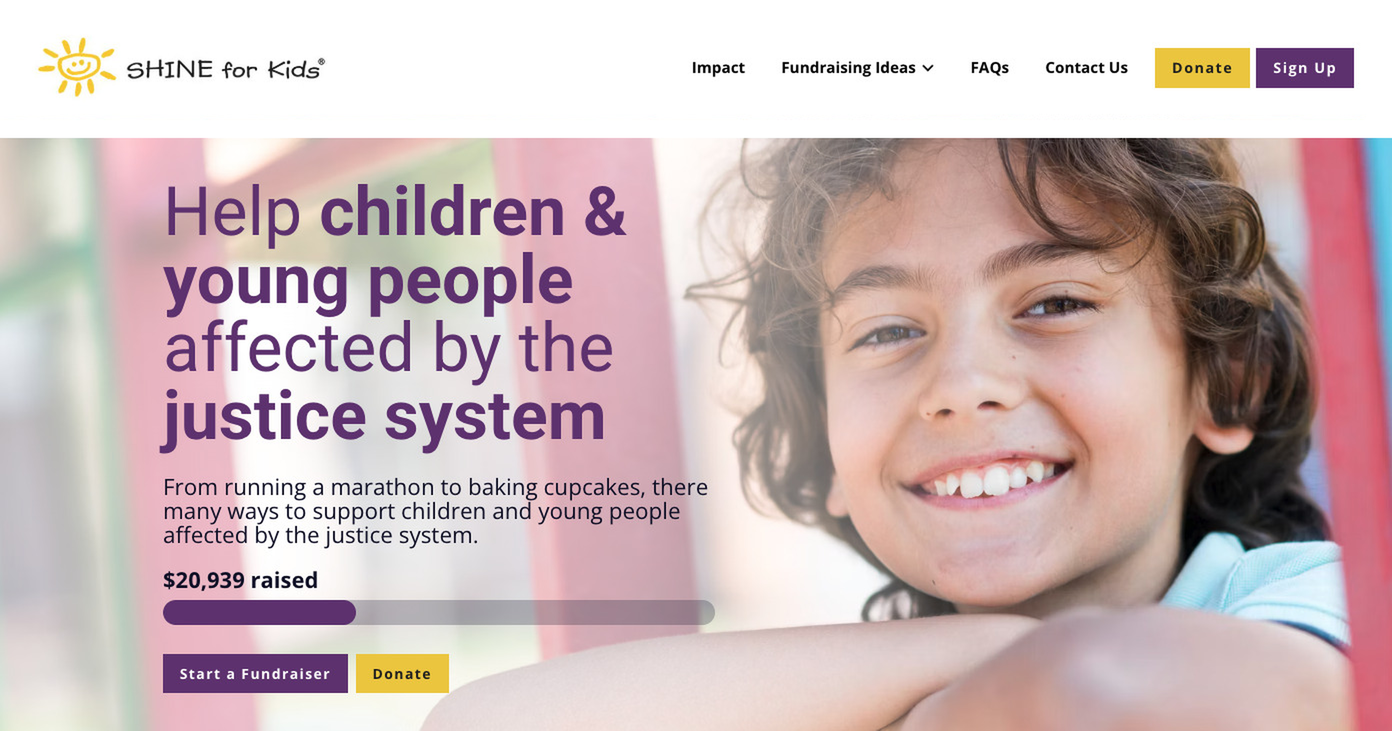 SHINE for Kids®
Impact
Fundraising Ideas
FAQs
Contact Us
Donate
Sign Up
Help children &
young people
affected by the
justice system
From running a marathon to baking cupcakes, there
many ways to support children and young people
affected by the justice system.
$20,939 raised
Start a Fundraiser
Donate